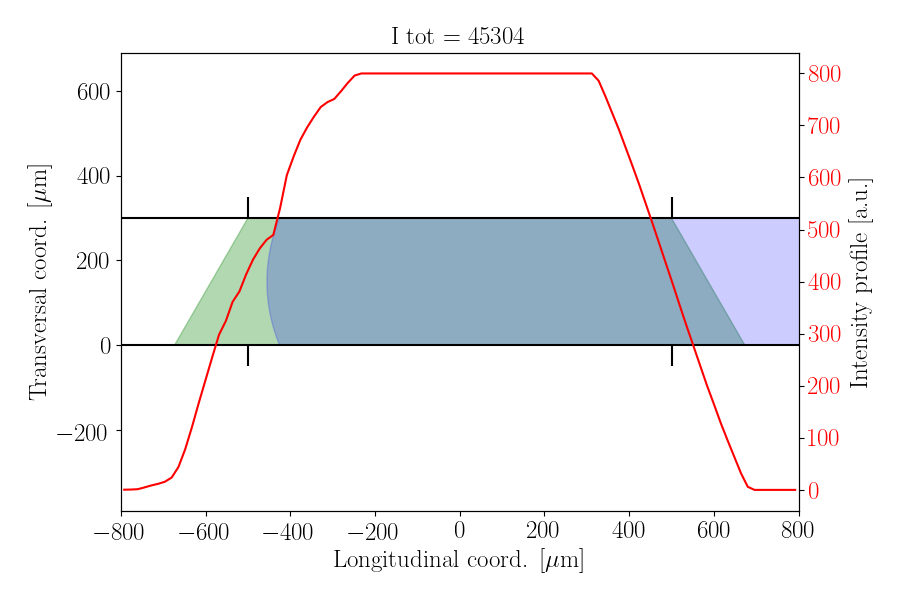 I tot = 45304
600
400
200
0
−200
Transversal coord. [μm]
800
700
600
500
400
300
200
100
0
Intensity profile [a.u.]
−800 −600 −400 −200 0 200 400 600 800
Longitudinal coord. [μm]